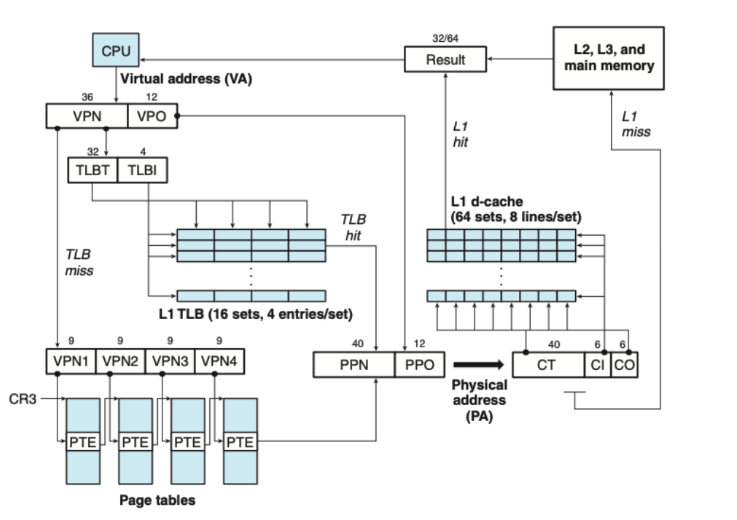 CPU
32/64
Result
L2, L3, and
main memory
Virtual address (VA)
36
12
VPN
VPO
L1
hit
L1
miss
32
4
TLBT
TLBI
L1 d-cache
(64 sets, 8 lines/set)
TLB
hit
TLB
miss
...
...
L1 TLB (16 sets, 4 entries/set)
9
9
9
9
VPN1
VPN2
VPN3
VPN4
40
12
PPN
PPO
40
6
6
CT
CI
CO
Physical
address
(PA)
CR3
PTE
PTE
PTE
PTE
Page tables